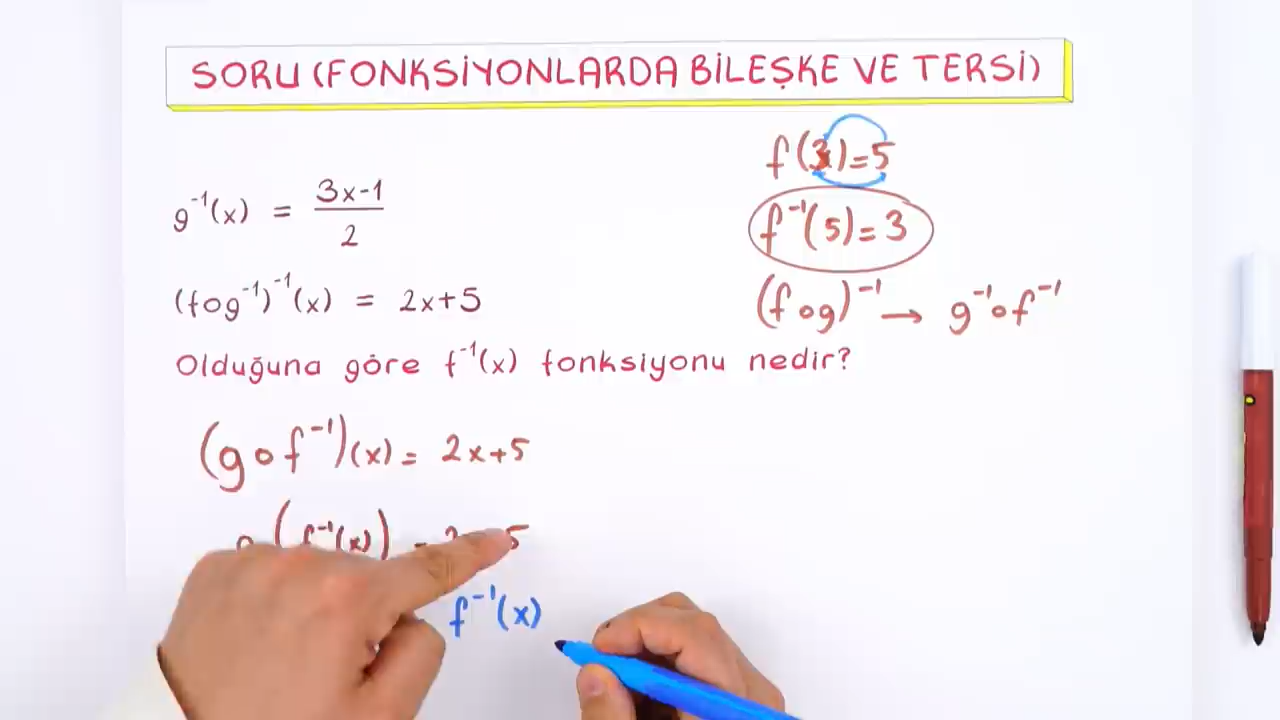 SORU (FONKSİYONLARDA BİLEŞKE VE TERSİ)
f(3)=5
g⁻¹(x) = 3x-1 / 2
f⁻¹(5)=3
(fog⁻¹)⁻¹(x) = 2x+5
(fog)⁻¹ → g⁻¹of⁻¹
Olduğuna göre f⁻¹(x) fonksiyonu nedir?
(gof⁻¹)(x) = 2x+5
(f⁻¹(x))
f⁻¹(x)